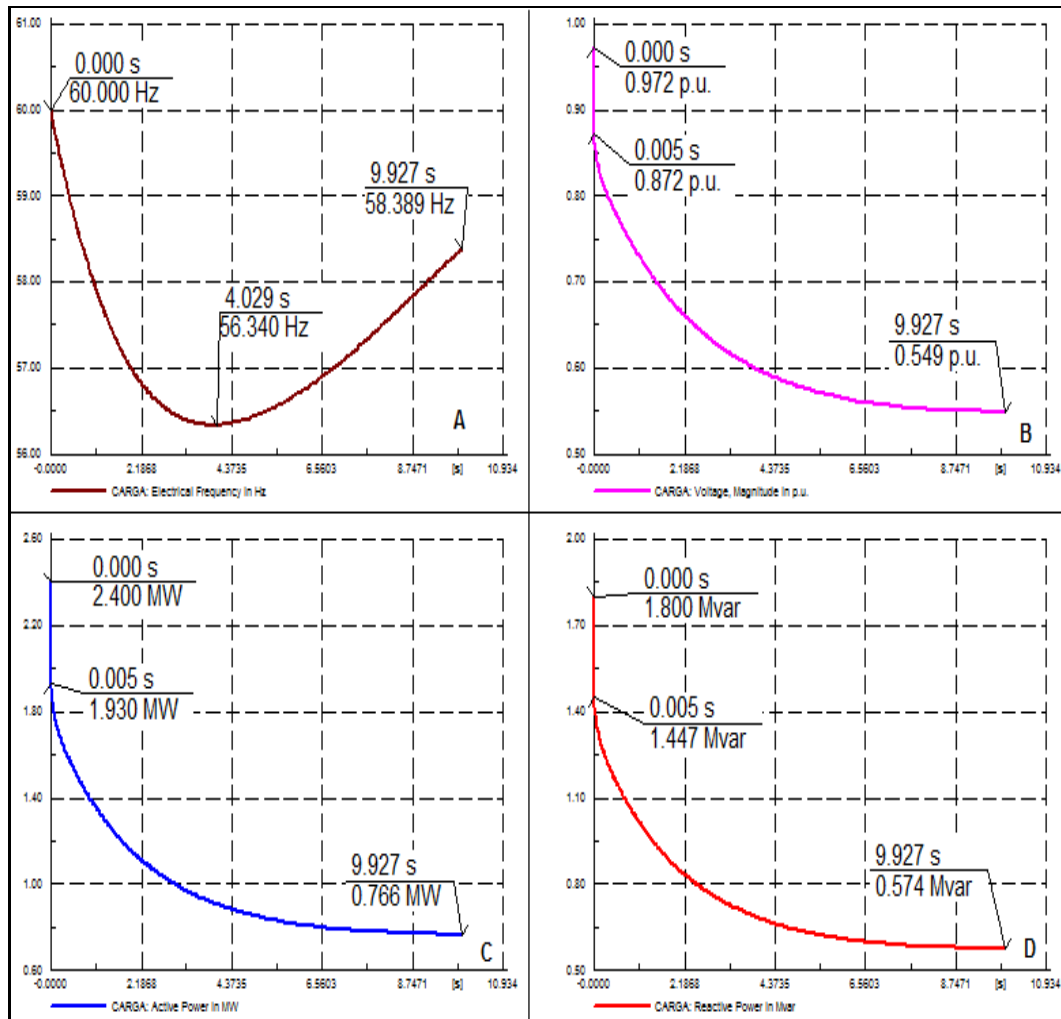 61.00
0.000 s
60.000 Hz
60.00
9.927 s
58.389 Hz
59.00
58.00
4.029 s
56.340 Hz
57.00
A
56.00
-0.0000 2.1868 4.3735 6.5603 8.7471 [s] 10.934
CARGA: Electrical Frequency in Hz
1.00
0.000 s
0.972 p.u.
0.90
0.005 s
0.872 p.u.
0.80
0.70
9.927 s
0.549 p.u.
0.60
B
0.50
-0.0000 2.1868 4.3735 6.5603 8.7471 [s] 10.934
CARGA: Voltage, Magnitude in p.u.
2.60
0.000 s
2.400 MW
2.20
0.005 s
1.930 MW
1.80
1.40
9.927 s
0.766 MW
1.00
C
0.60
-0.0000 2.1868 4.3735 6.5603 8.7471 [s] 10.934
CARGA: Active Power in MW
2.00
0.000 s
1.800 Mvar
1.70
0.005 s
1.447 Mvar
1.40
1.10
9.927 s
0.574 Mvar
0.80
D
0.50
-0.0000 2.1868 4.3735 6.5603 8.7471 [s] 10.934
CARGA: Reactive Power in Mvar